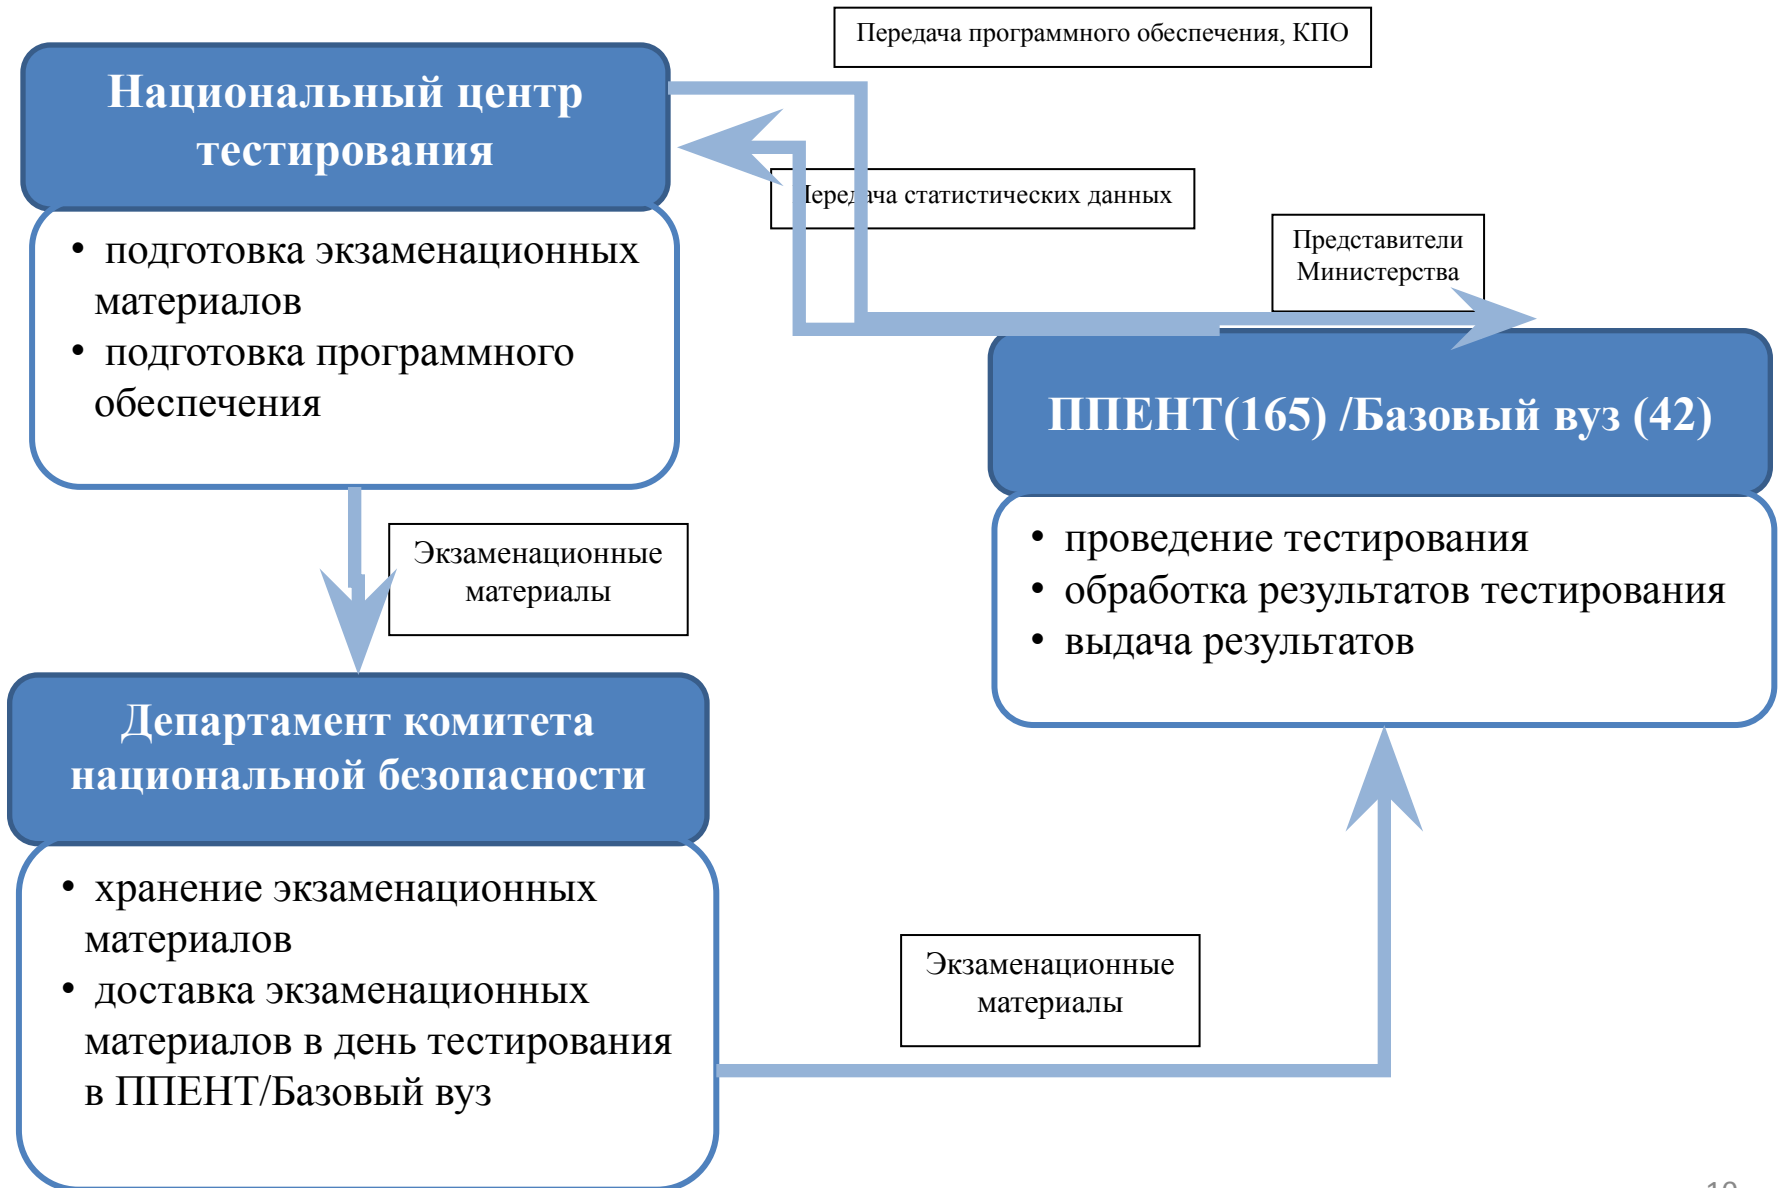 Передача программного обеспечения, КПО
Национальный центр
тестирования
Передача статистических данных
Представители
Министерства
• подготовка экзаменационных
материалов
• подготовка программного
обеспечения
ППЕНТ(165) /Базовый вуз (42)
Экзаменационные
материалы
• проведение тестирования
• обработка результатов тестирования
• выдача результатов
Департамент комитета
национальной безопасности
• хранение экзаменационных
материалов
• доставка экзаменационных
материалов в день тестирования
в ППЕНТ/Базовый вуз
Экзаменационные
материалы